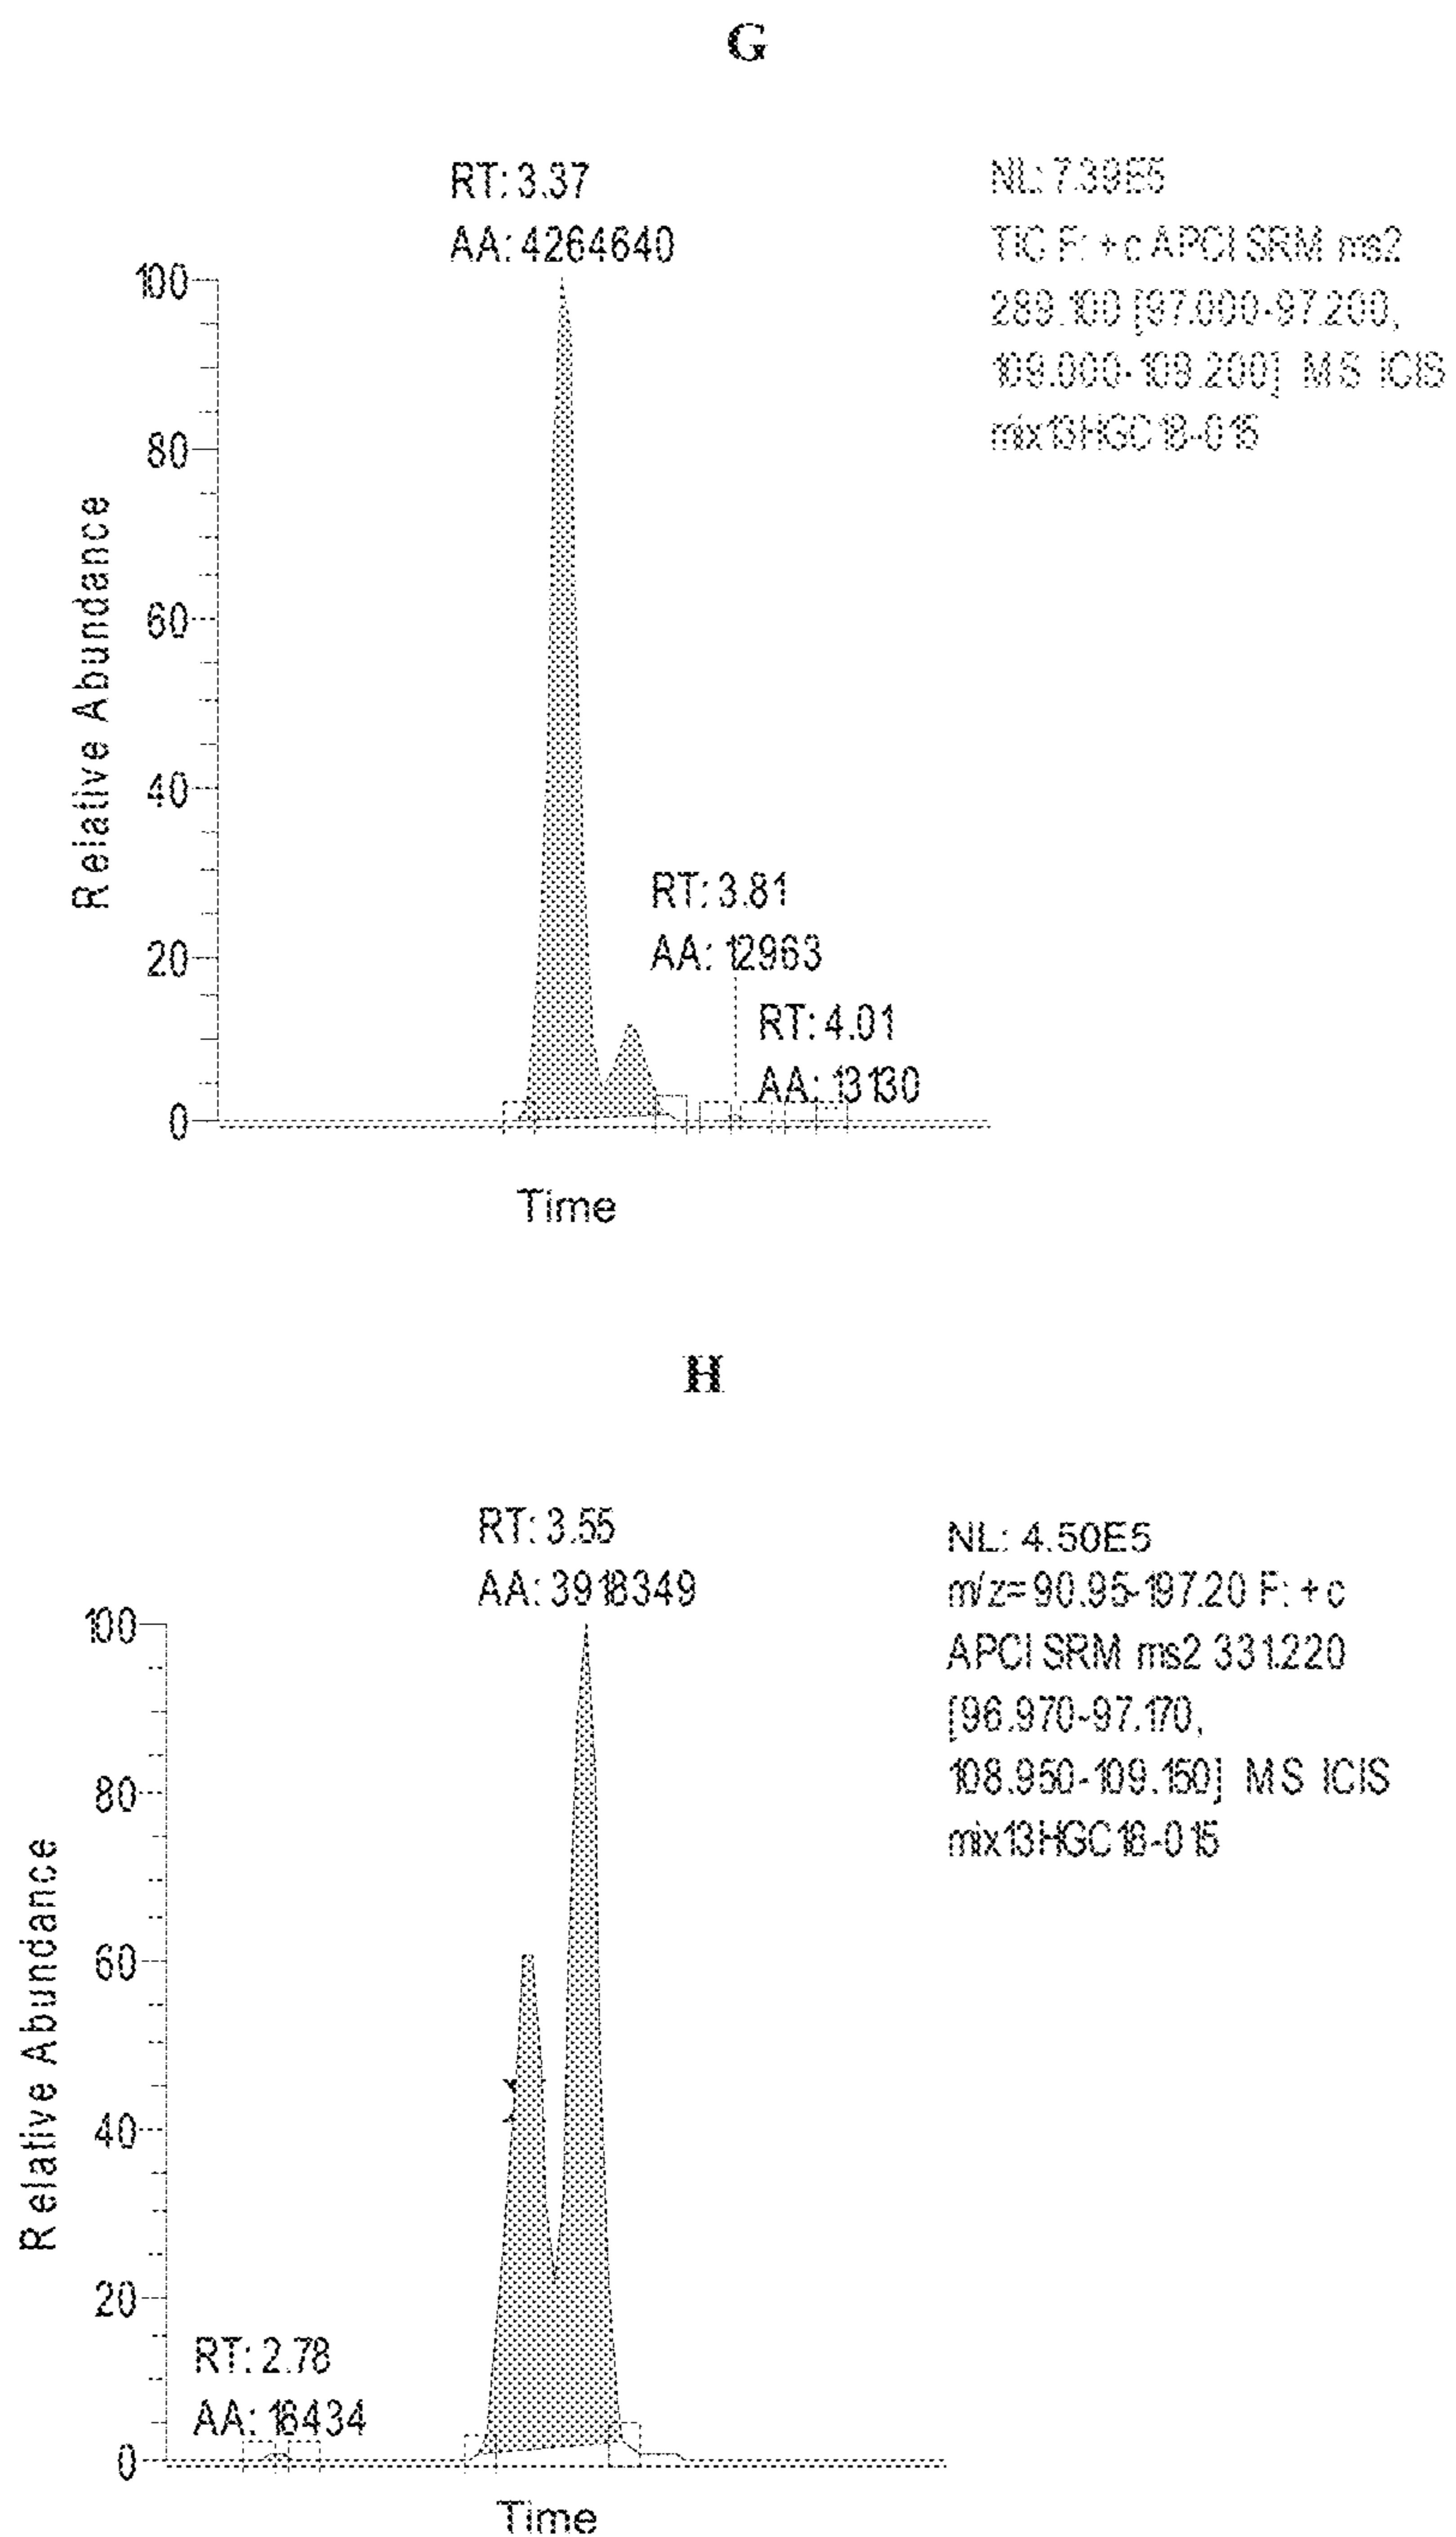 G
RT: 3.37
AA: 4264640
NL: 7.39E5
TIC F: +c APCI SRM ms2
289.100 [97.000-97.200,
109.000-109.200] MS ICIS
mix13HGC18-015
100
80
60
40
20
0
Relative Abundance
RT: 3.81
AA: 12963
RT: 4.01
AA: 13130
Time
H
RT: 3.55
AA: 3918349
NL: 4.50E5
m/z= 90.95-197.20 F: +c
APCI SRM ms2 331.220
[96.970-97.170,
108.950-109.150] MS ICIS
mix13HGC18-015
100
80
60
40
20
0
Relative Abundance
RT: 2.78
AA: 16434
Time